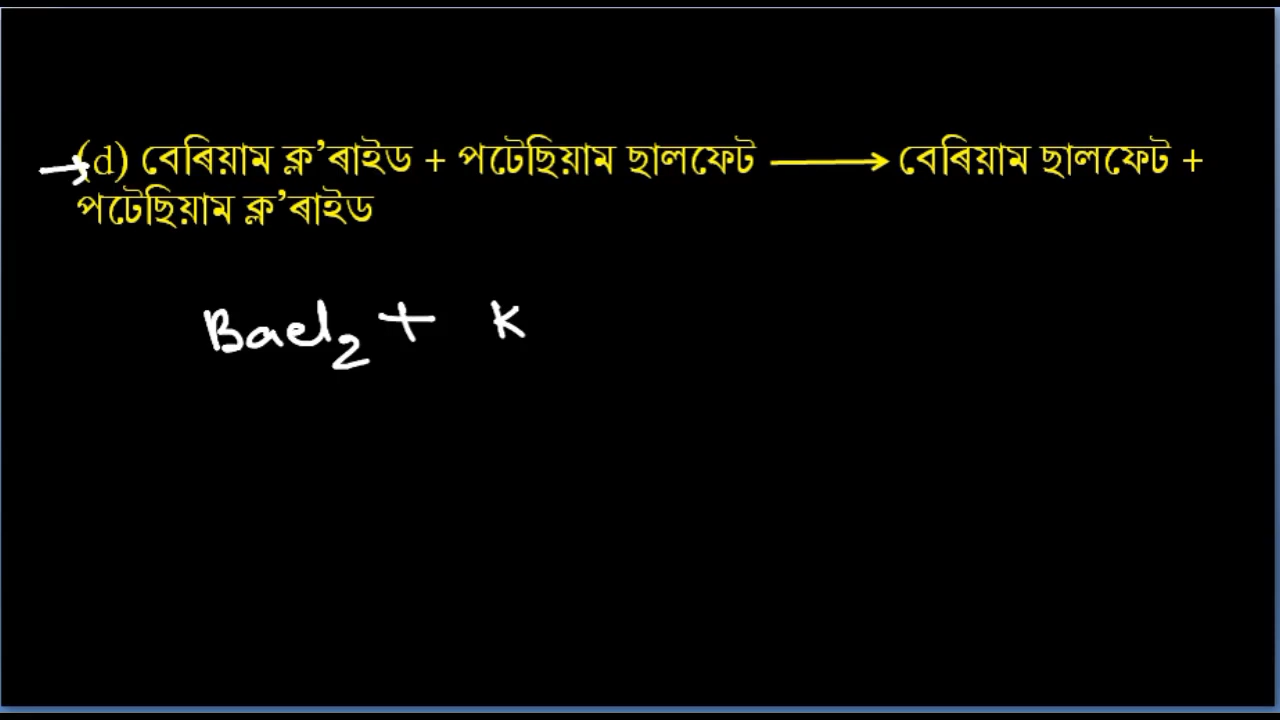 (d) বেৰিয়াম ক্ল’ৰাইড + পটেছিয়াম ছালফেট ⟶ বেৰিয়াম ছালফেট +
পটেছিয়াম ক্ল’ৰাইড
BaCl₂ + K